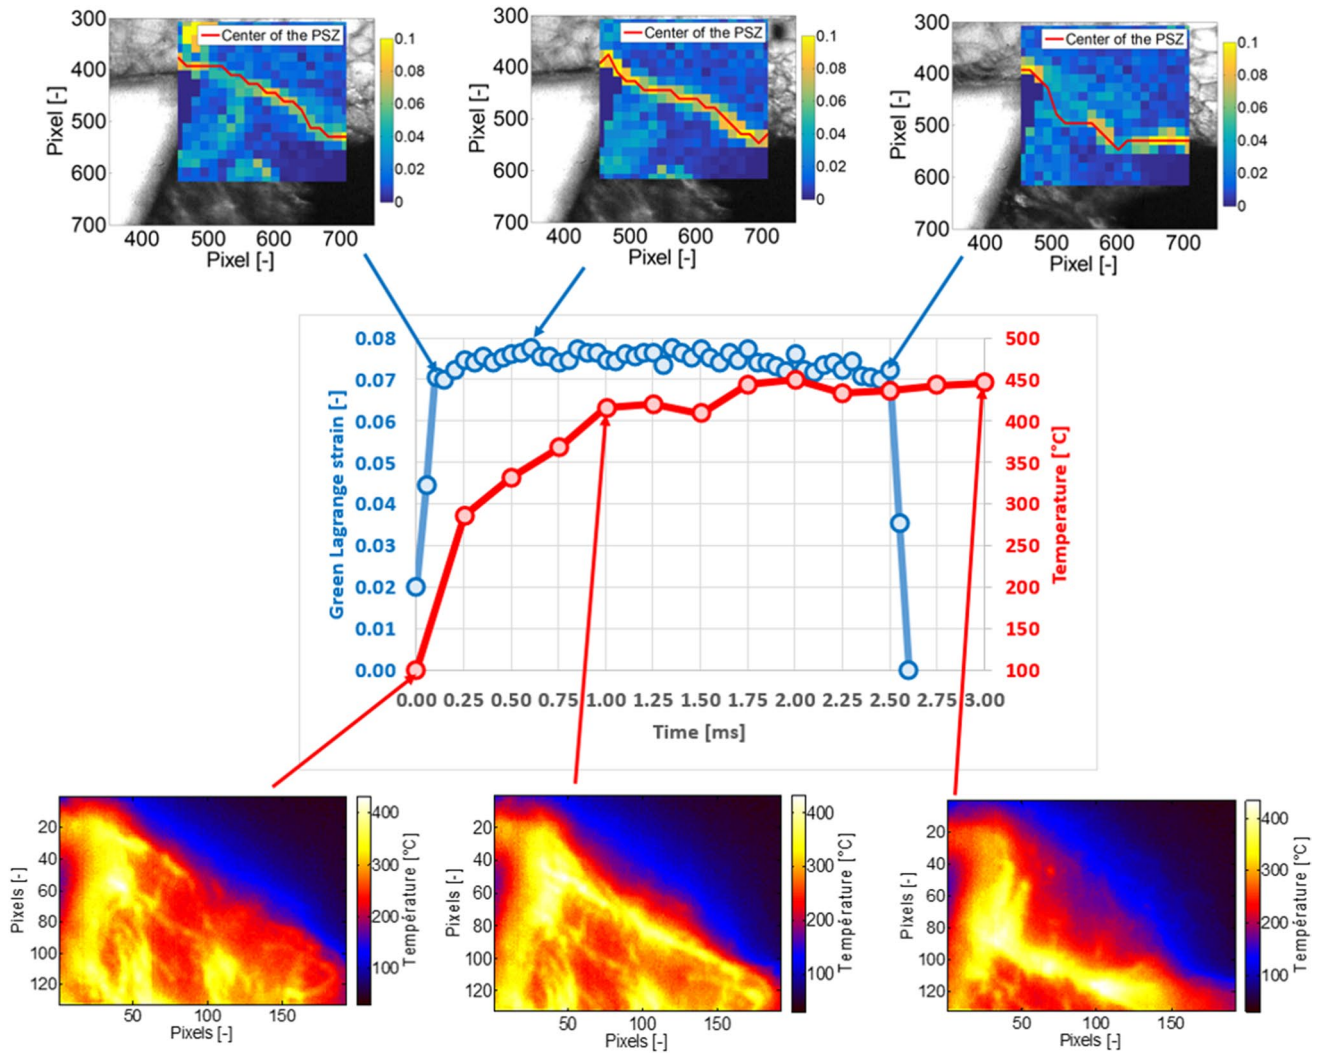 300
400
500
600
700
Pixel [-]
Center of the PSZ
0.1
0.08
0.06
0.04
0.02
0
400 500 600 700
Pixel [-]
300
400
500
600
700
Pixel [-]
Center of the PSZ
0.1
0.08
0.06
0.04
0.02
0
400 500 600 700
Pixel [-]
300
400
500
600
700
Pixel [-]
Center of the PSZ
0.1
0.08
0.06
0.04
0.02
0
400 500 600 700
Pixel [-]
Green Lagrange strain [-]
0.08
0.07
0.06
0.05
0.04
0.03
0.02
0.01
0.00
500
450
400
350
300
250
200
150
100
Temperature [°C]
0.00 0.25 0.50 0.75 1.00 1.25 1.50 1.75 2.00 2.25 2.50 2.75 3.00
Time [ms]
Pixels [-]
20
40
60
80
100
120
50 100 150
Pixels [-]
400
300
200
100
Température [°C]
Pixels [-]
20
40
60
80
100
120
50 100 150
Pixels [-]
400
300
200
100
Température [°C]
Pixels [-]
20
40
60
80
100
120
50 100 150
Pixels [-]
400
300
200
100
Température [°C]